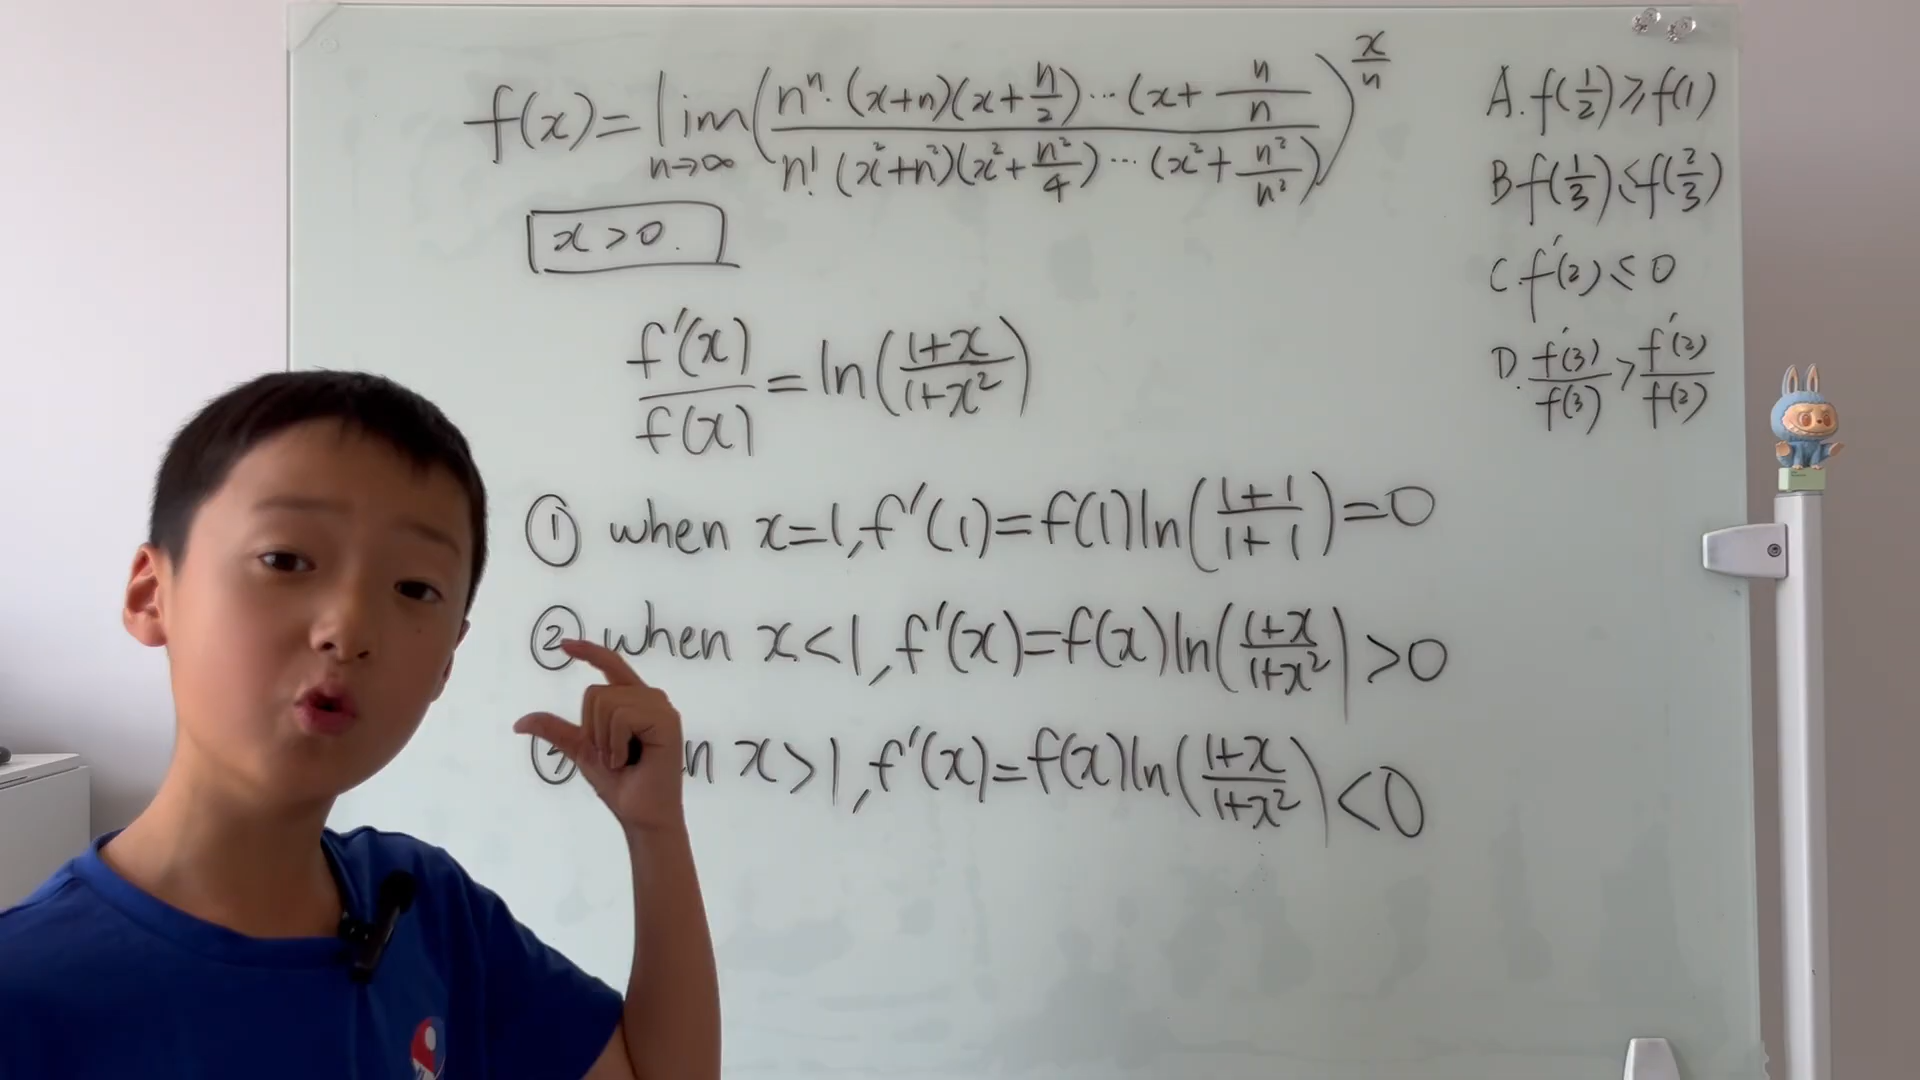 f(x) = lim n→∞ ( n^n · (x+n)(x+n/2) ··· (x+n/n) / n! (x²+n²)(x²+n²/4) ··· (x²+n²/n²) )^(x/n)
x > 0.
f'(x)/f(x) = ln( (1+x)/(1+x²) )
① when x=1, f'(1) = f(1) ln( (1+1)/(1+1) ) = 0
② when x<1, f'(x) = f(x) ln( (1+x)/(1+x²) ) > 0
n x>1, f'(x) = f(x) ln( (1+x)/(1+x²) ) < 0
A. f(1/2) ≥ f(1)
B f(1/3) ≤ f(2/3)
C. f'(2) ≤ 0
D. f'(3)/f(3) > f'(2)/f(2)